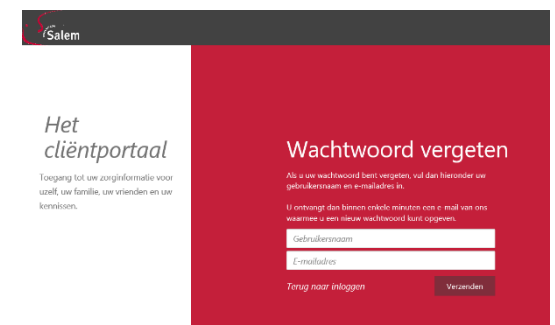 Salem
Het
cliëntportaal
Toegang tot uw zorginformatie voor
uzelf, uw familie, uw vrienden en uw
kennissen.
Wachtwoord vergeten
Als u uw wachtwoord bent vergeten, vul dan hieronder uw
gebruikersnaam en e-mailadres in.
U ontvangt dan binnen enkele minuten een e-mail van ons
waarmee u een nieuw wachtwoord kunt opgeven.
Gebruikersnaam
E-mailadres
Terug naar inloggen
Verzenden